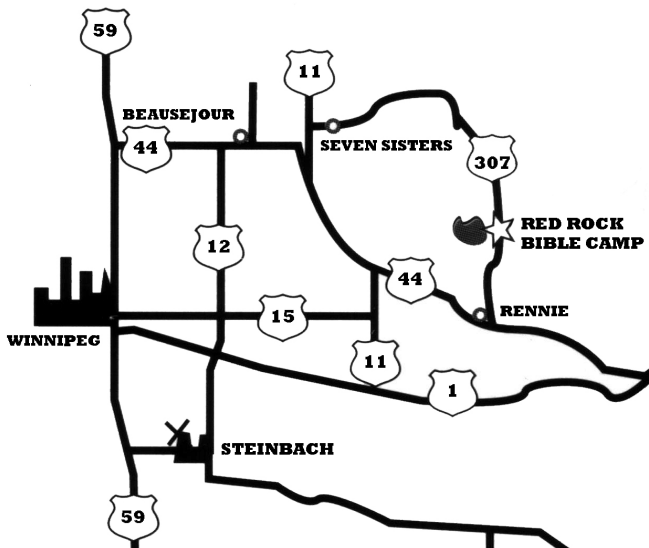 59
11
BEAUSEJOUR
44
SEVEN SISTERS
307
RED ROCK
BIBLE CAMP
12
44
RENNIE
15
WINNIPEG
11
1
STEINBACH
59